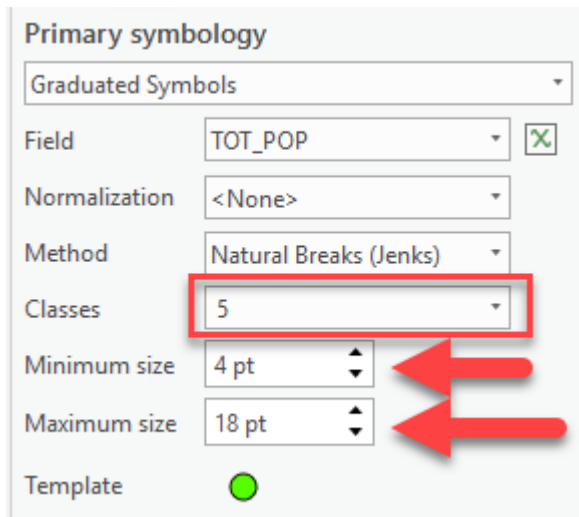 Primary symbology
Graduated Symbols
Field TOT_POP
Normalization <None>
Method Natural Breaks (Jenks)
Classes 5
Minimum size 4 pt
Maximum size 18 pt
Template